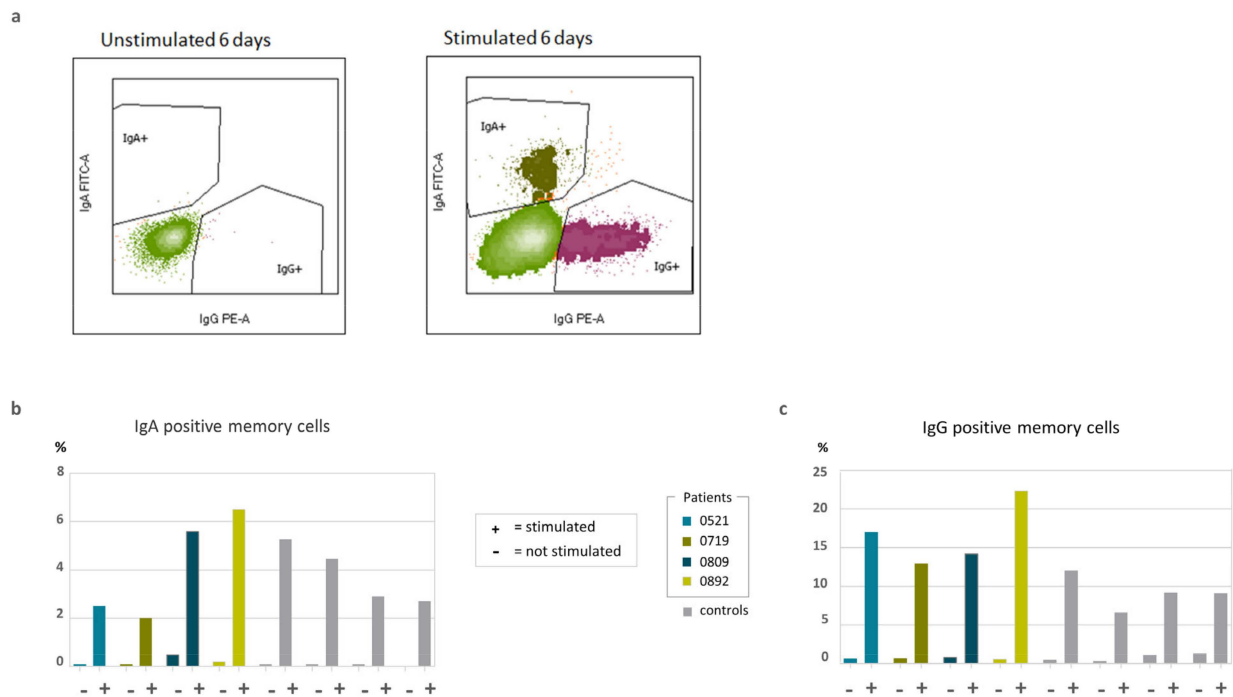 a
Unstimulated 6 days
Stimulated 6 days
IgA+
IgG+
IgA FITC-A
IgG PE-A
IgA+
IgG+
IgA FITC-A
IgG PE-A
b
IgA positive memory cells
%
8
6
4
2
0
- + - + - + - + - + - + - + - +
+ = stimulated
- = not stimulated
Patients
0521
0719
0809
0892
controls
c
IgG positive memory cells
%
25
20
15
10
5
0
- + - + - + - + - + - + - + - +